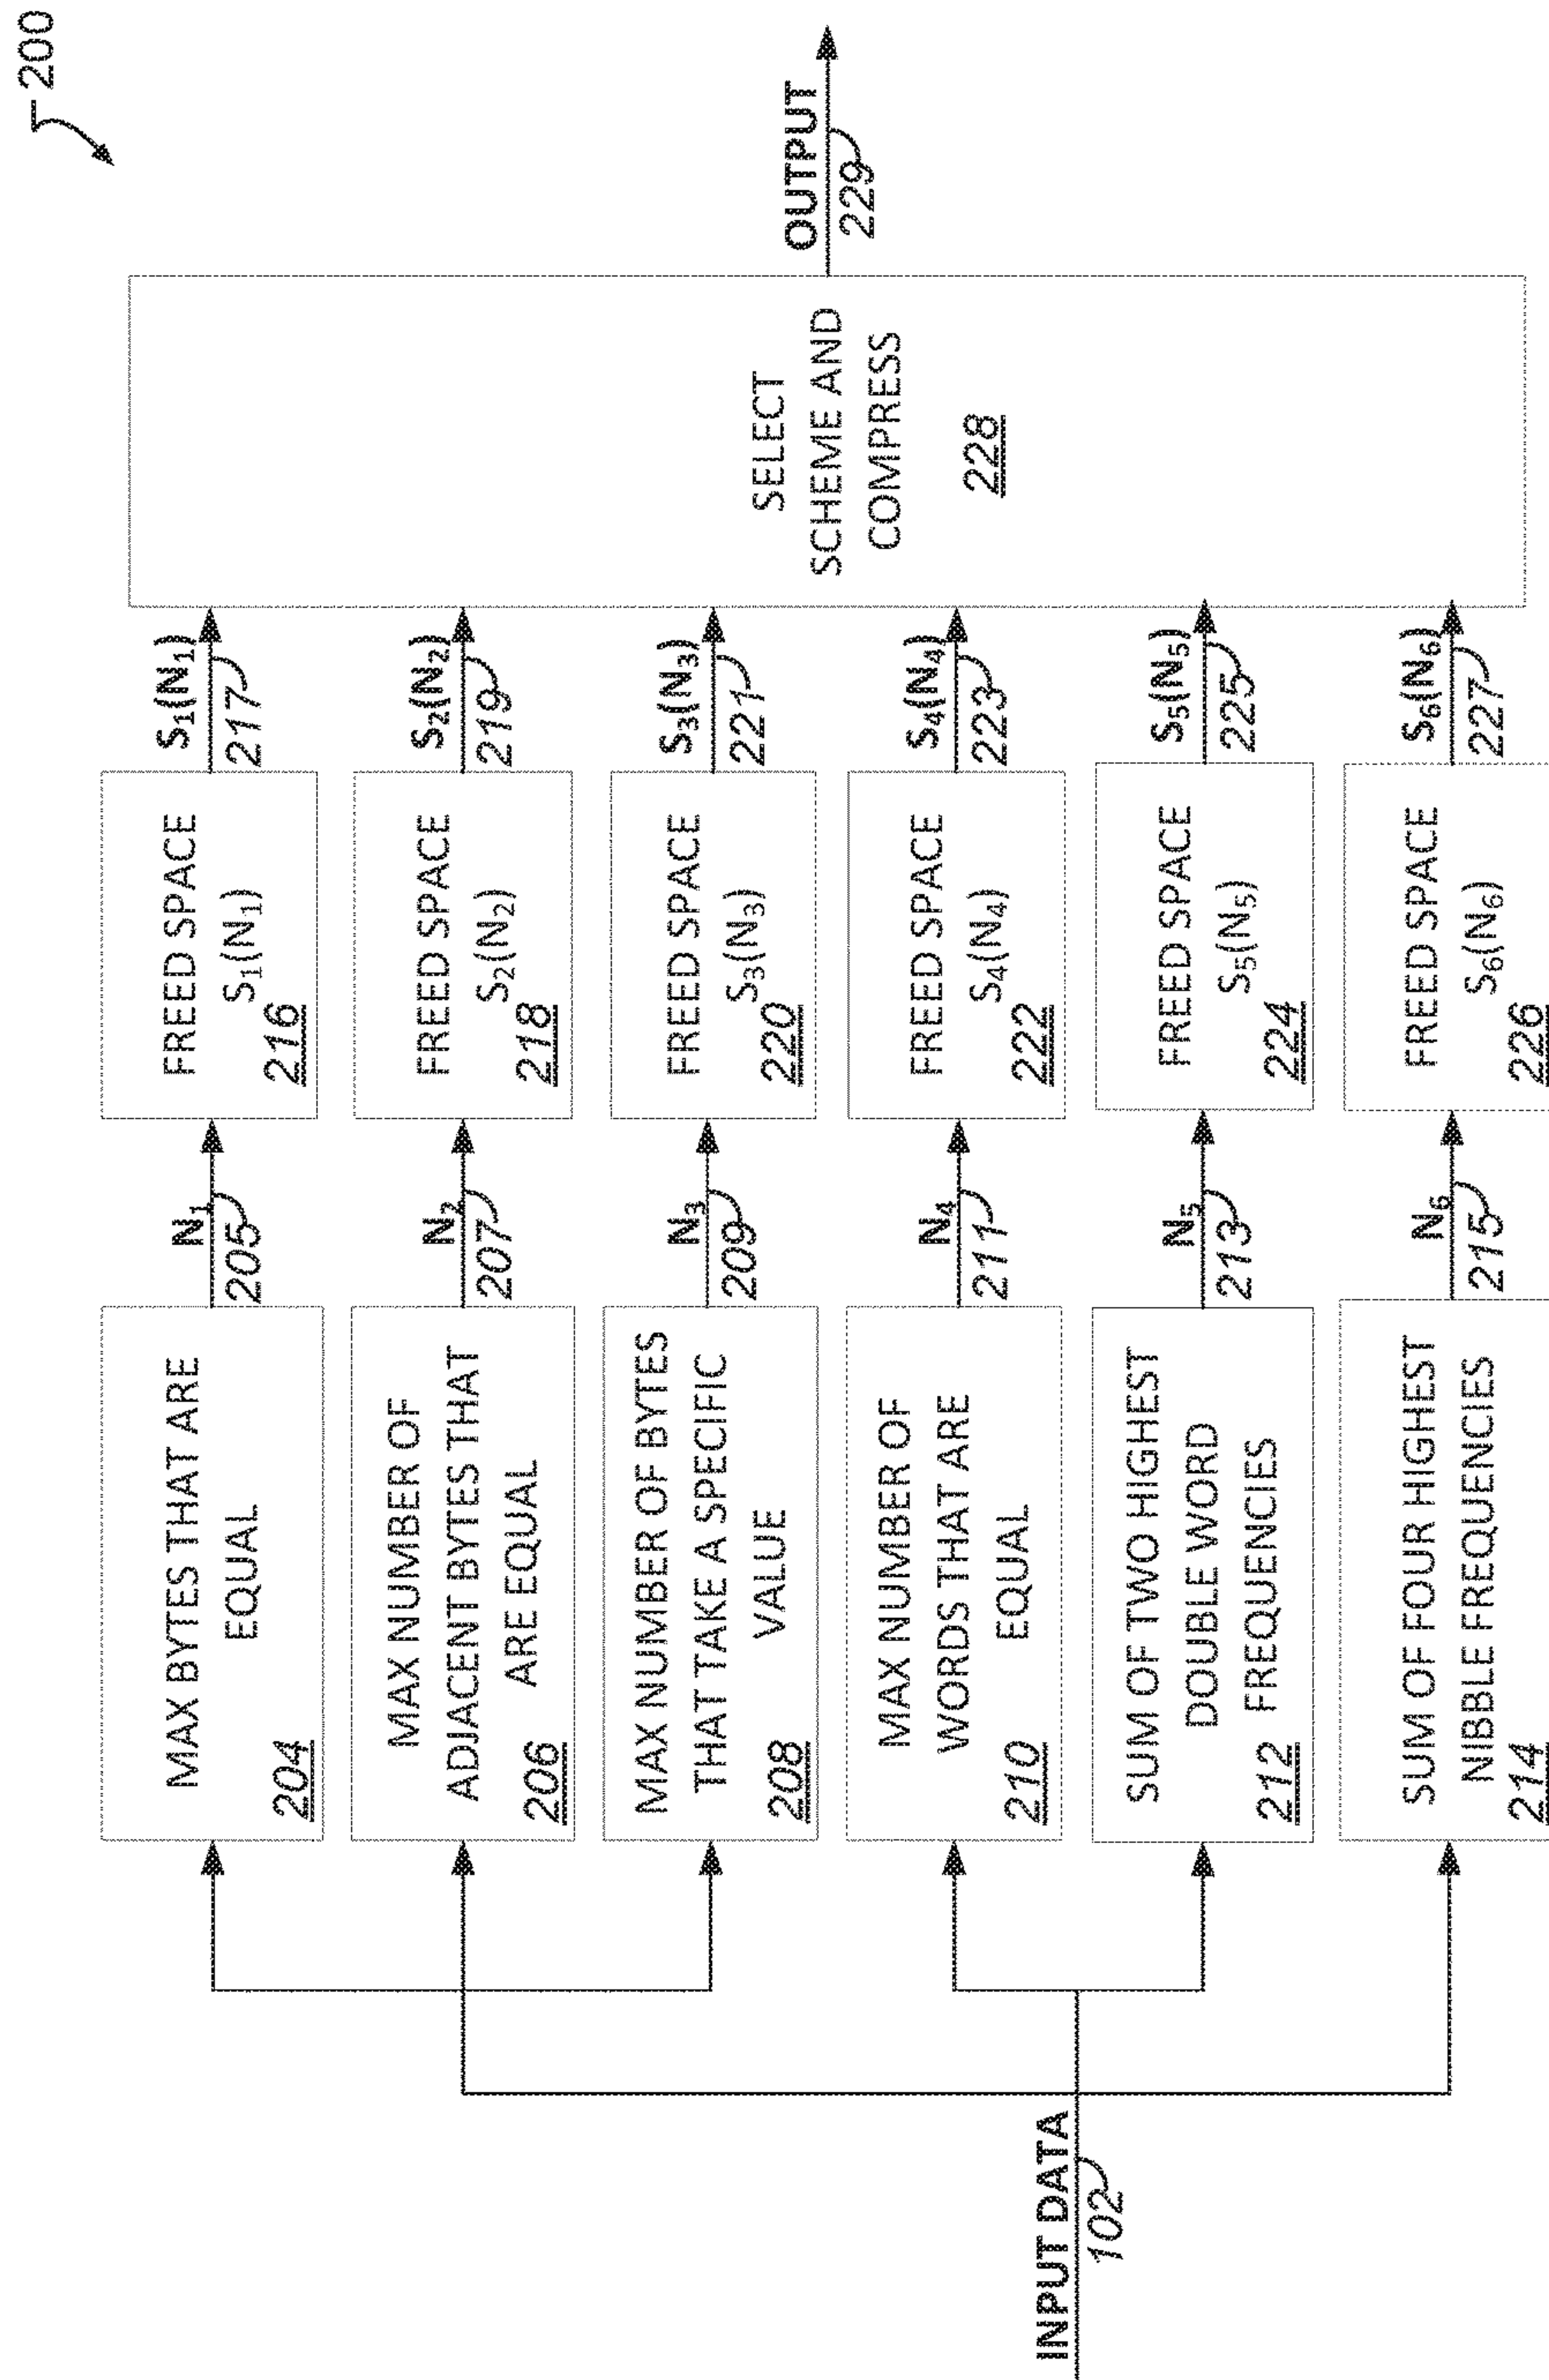 200
INPUT DATA
102
MAX BYTES THAT ARE
EQUAL
204
N₁
205
FREED SPACE
S₁(N₁)
216
S₁(N₁)
217
MAX NUMBER OF
ADJACENT BYTES THAT
ARE EQUAL
206
N₂
207
FREED SPACE
S₂(N₂)
218
S₂(N₂)
219
MAX NUMBER OF BYTES
THAT TAKE A SPECIFIC
VALUE
208
N₃
209
FREED SPACE
S₃(N₃)
220
S₃(N₃)
221
MAX NUMBER OF
WORDS THAT ARE
EQUAL
210
N₄
211
FREED SPACE
S₄(N₄)
222
S₄(N₄)
223
SUM OF TWO HIGHEST
DOUBLE WORD
FREQUENCIES
212
N₅
213
FREED SPACE
S₅(N₅)
224
S₅(N₅)
225
SUM OF FOUR HIGHEST
NIBBLE FREQUENCIES
214
N₆
215
FREED SPACE
S₆(N₆)
226
S₆(N₆)
227
SELECT
SCHEME AND
COMPRESS
228
OUTPUT
229